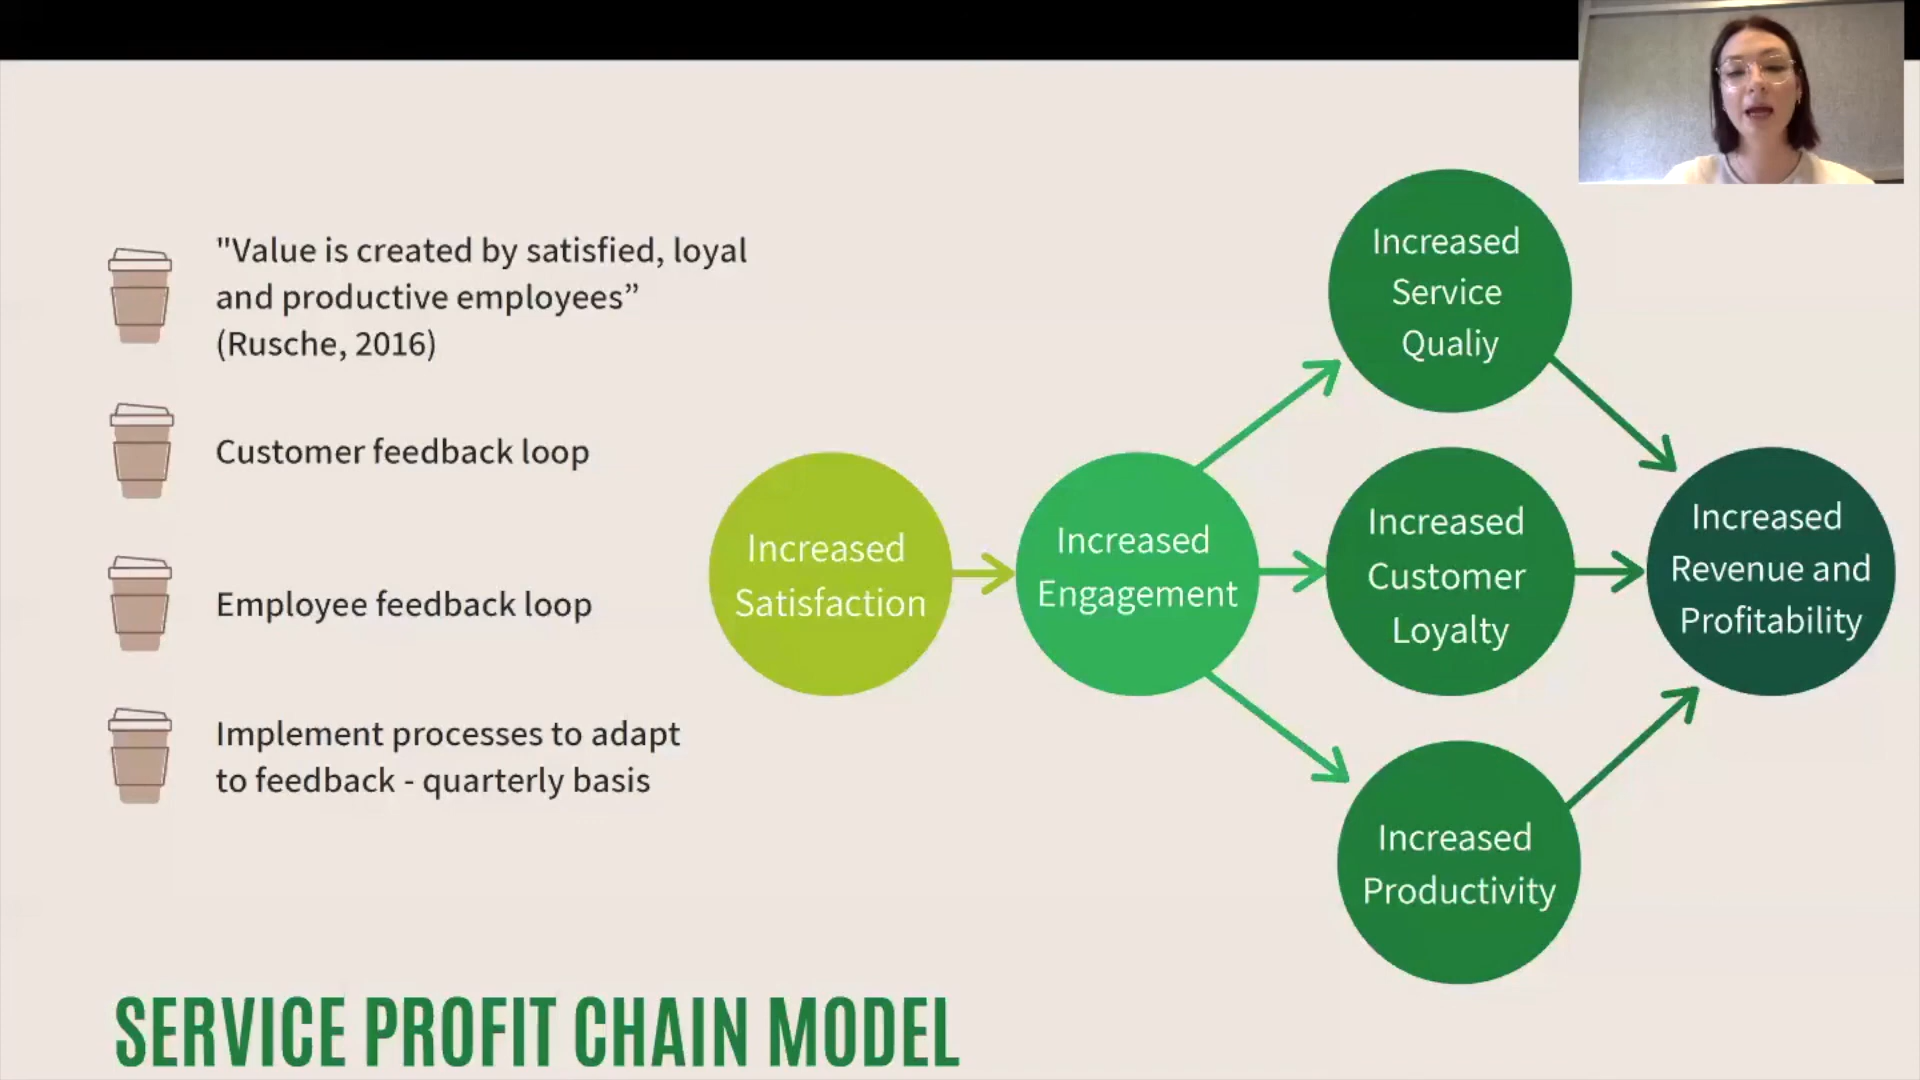 "Value is created by satisfied, loyal
and productive employees”
(Rusche, 2016)
Customer feedback loop
Employee feedback loop
Implement processes to adapt
to feedback - quarterly basis
Increased
Satisfaction
Increased
Engagement
Increased
Service
Qualiy
Increased
Customer
Loyalty
Increased
Productivity
Increased
Revenue and
Profitability
SERVICE PROFIT CHAIN MODEL